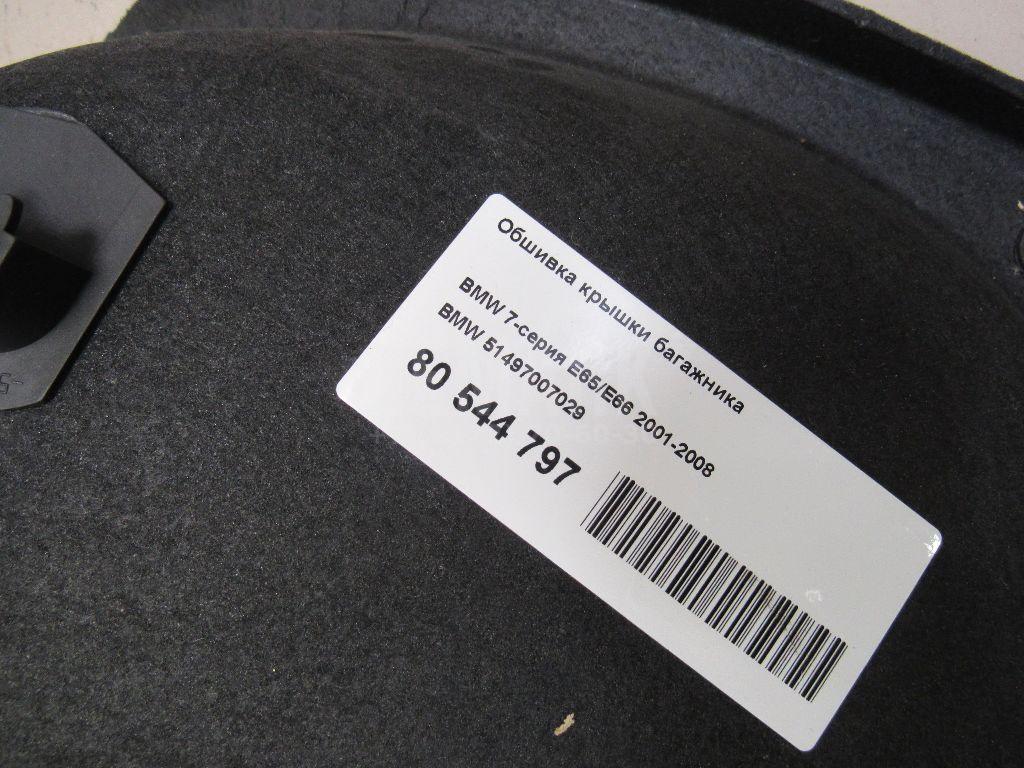 Обшивка крышки багажника
BMW 7-серия E65/E66 2001-2008
BMW 51497007029
80 544 797